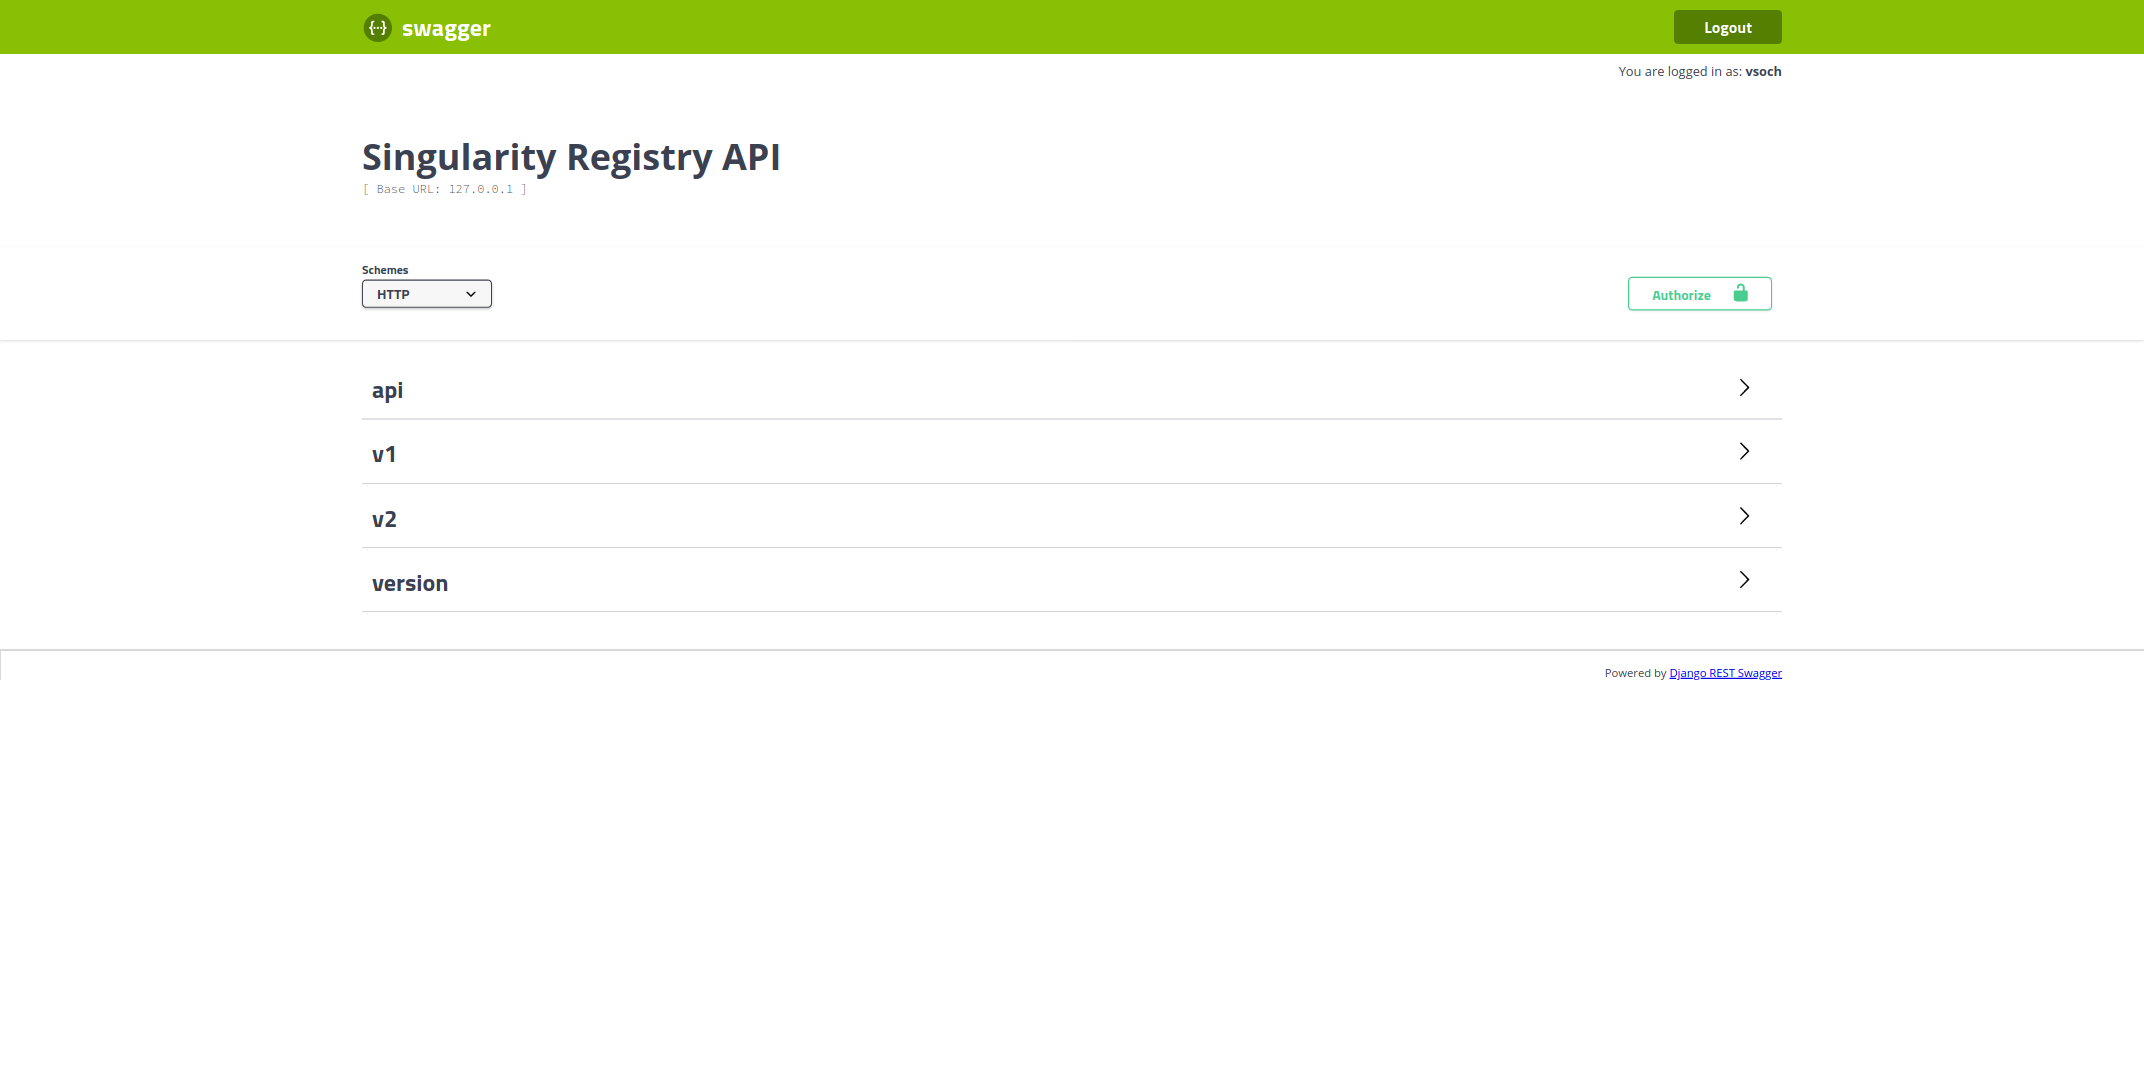 {···} swagger
Logout
You are logged in as: vsoch
Singularity Registry API
[ Base URL: 127.0.0.1 ]
Schemes
HTTP
Authorize
api
v1
v2
version
Powered by Django REST Swagger